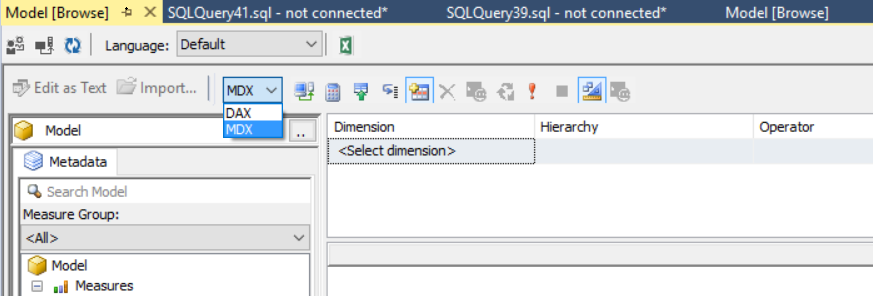 Model [Browse] SQLQuery41.sql - not connected* SQLQuery39.sql - not connected* Model [Browse]
Language: Default
Edit as Text Import... MDX
DAX
MDX
Model ..
Dimension Hierarchy Operator
<Select dimension>
Metadata
Search Model
Measure Group:
<All>
Model
Measures